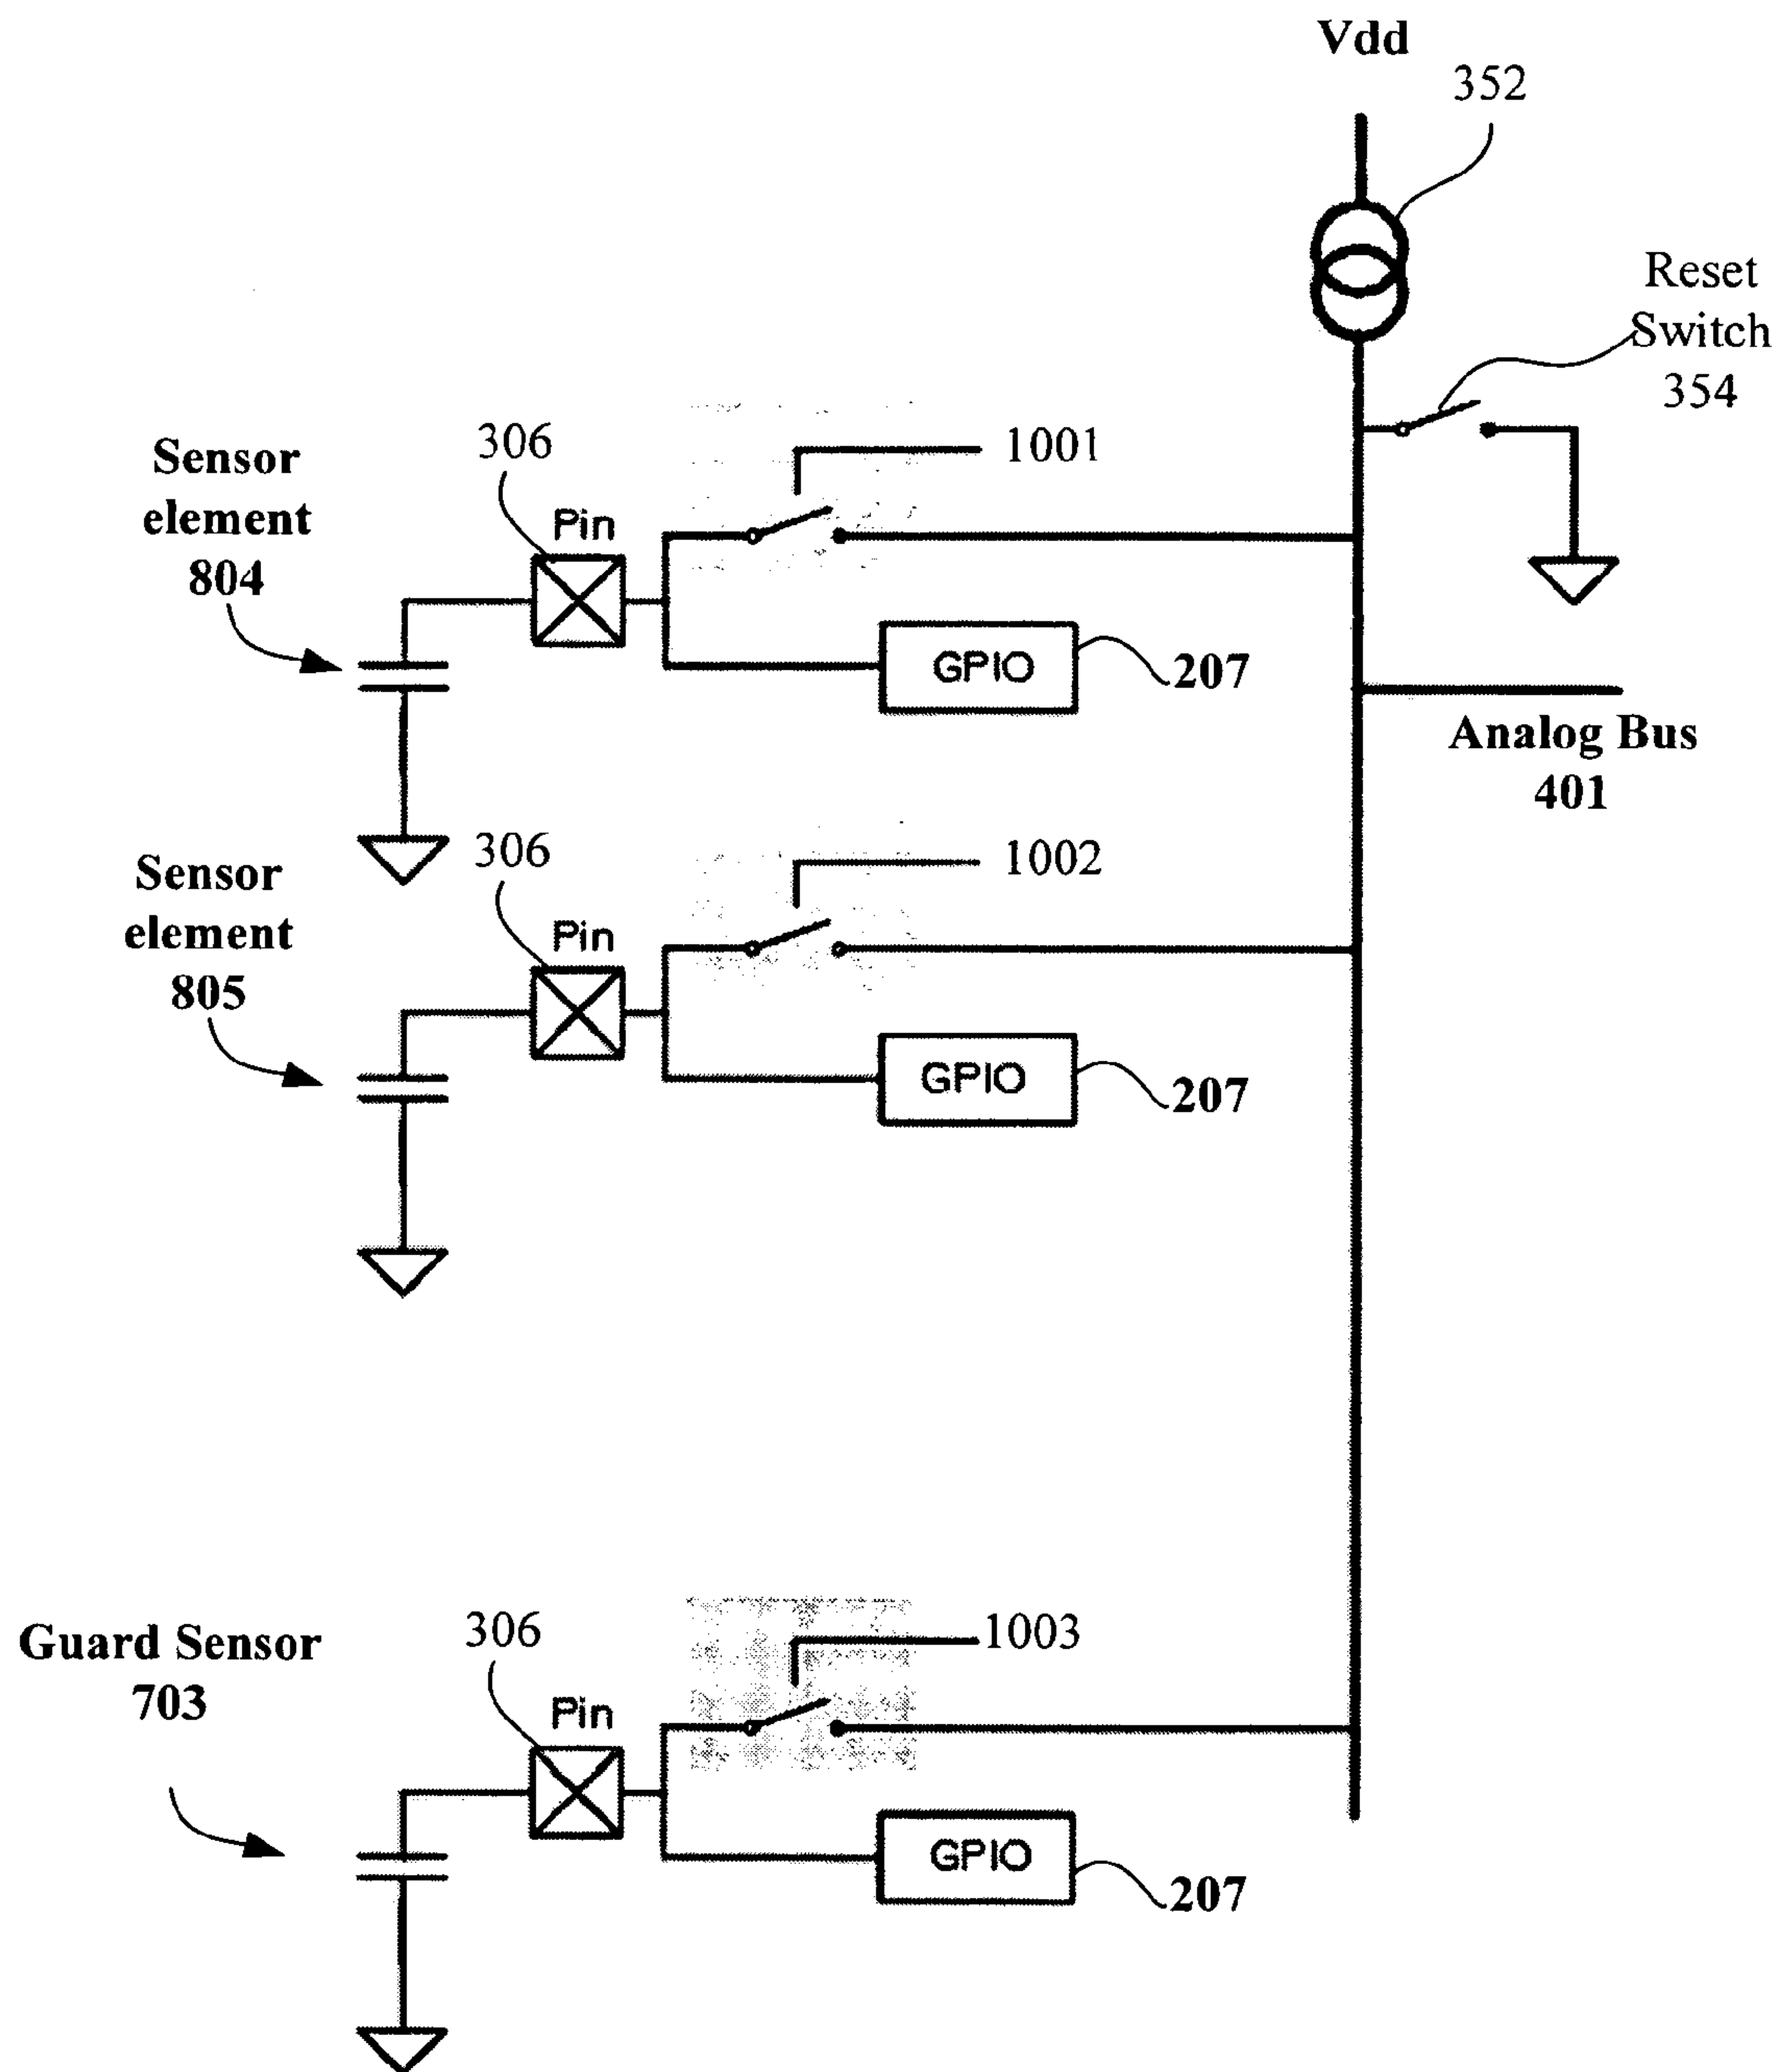 Vdd
352
Reset
Switch
354
Sensor
element
804
306
Pin
1001
GPIO
207
Analog Bus
401
Sensor
element
805
306
Pin
1002
GPIO
207
Guard Sensor
703
306
Pin
1003
GPIO
207